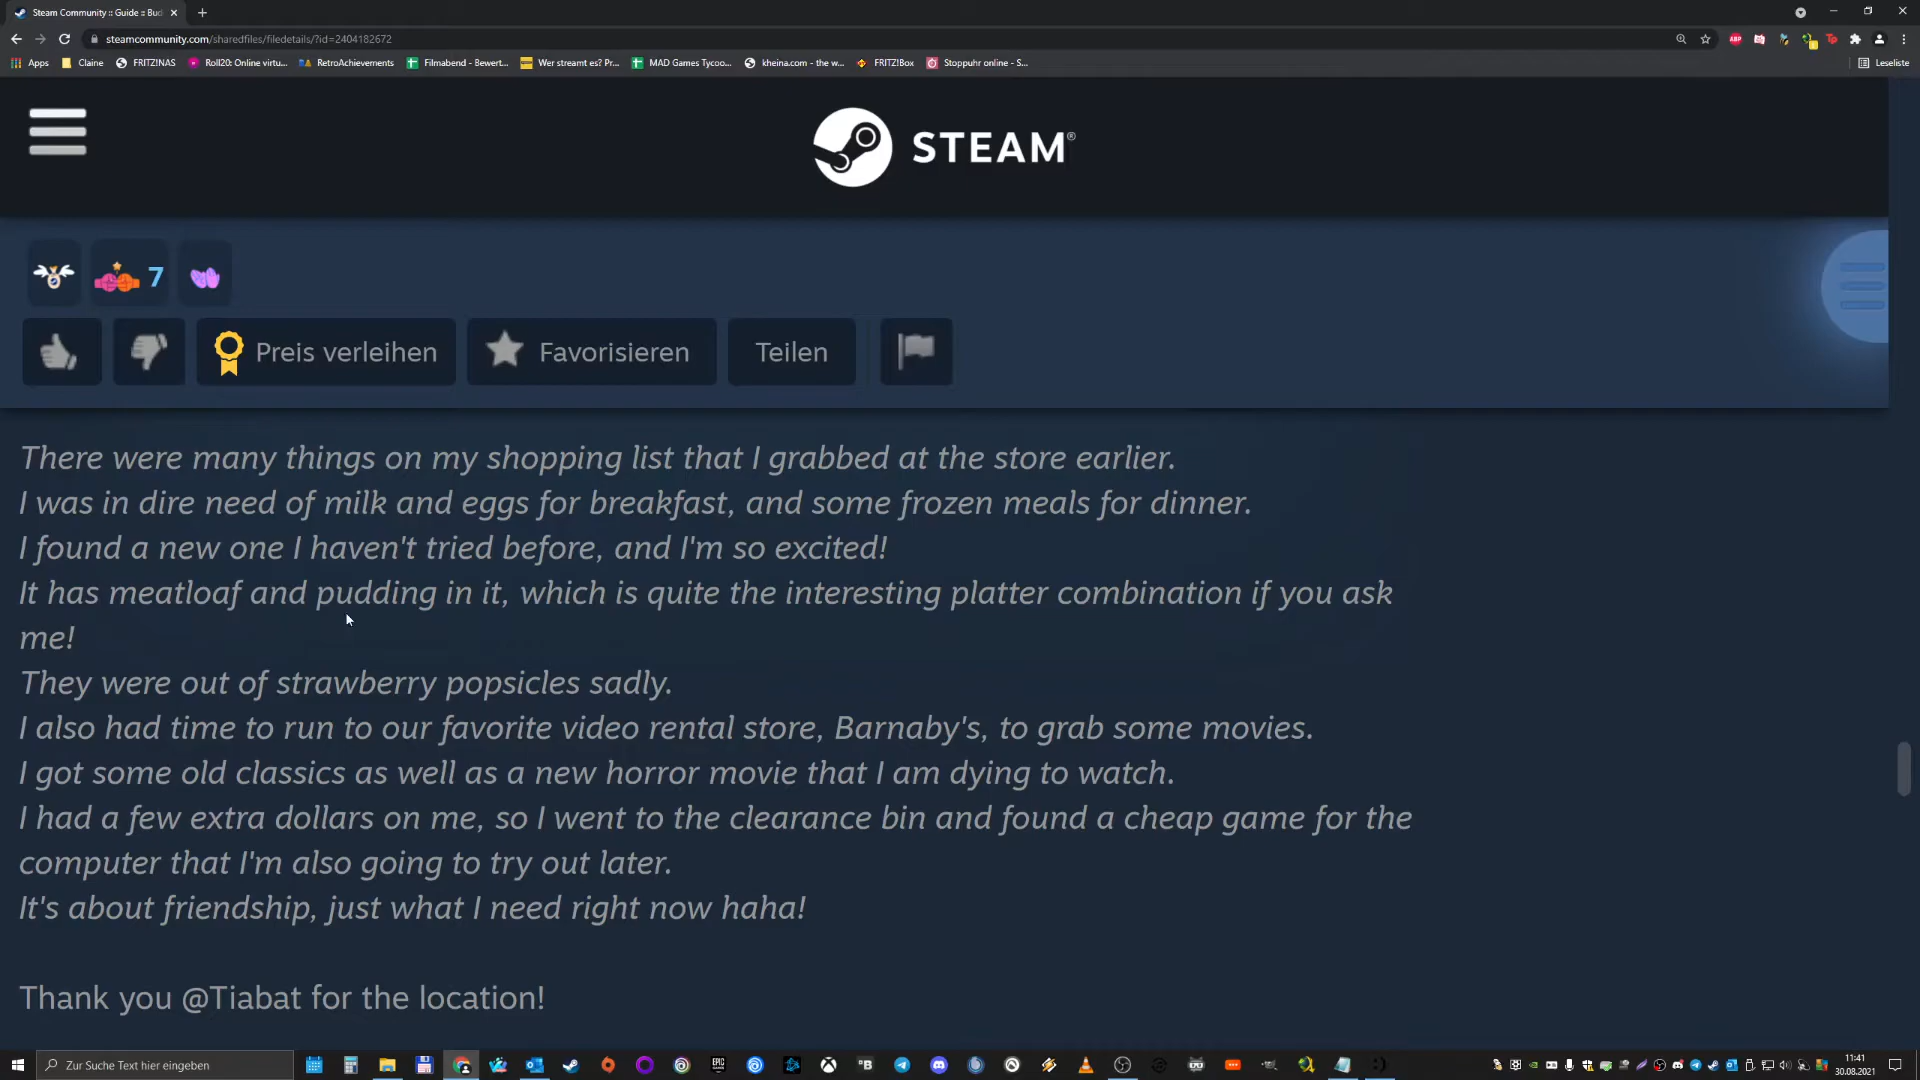 Steam Community :: Guide :: Bud
steamcommunity.com/sharedfiles/filedetails/?id=2404182672
Apps
Claine
FRITZ!NAS
Roll20: Online virtu...
RetroAchievements
Filmabend - Bewert...
Wer streamt es? Pr...
MAD Games Tycoo...
kheina.com - the w...
FRITZ!Box
Stoppuhr online - S...
Leseliste
STEAM®
7
Preis verleihen
Favorisieren
Teilen
There were many things on my shopping list that I grabbed at the store earlier.
I was in dire need of milk and eggs for breakfast, and some frozen meals for dinner.
I found a new one I haven't tried before, and I'm so excited!
It has meatloaf and pudding in it, which is quite the interesting platter combination if you ask
me!
They were out of strawberry popsicles sadly.
I also had time to run to our favorite video rental store, Barnaby's, to grab some movies.
I got some old classics as well as a new horror movie that I am dying to watch.
I had a few extra dollars on me, so I went to the clearance bin and found a cheap game for the
computer that I'm also going to try out later.
It's about friendship, just what I need right now haha!
Thank you @Tiabat for the location!
Zur Suche Text hier eingeben
11:41
30.08.2021